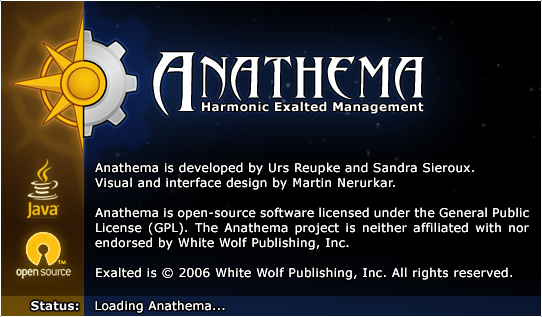 ANATHEMA
Harmonic Exalted Management
Anathema is developed by Urs Reupke and Sandra Sieroux.
Visual and interface design by Martin Nerurkar.
Anathema is open-source software licensed under the General Public
License (GPL). The Anathema project is neither affiliated with nor
endorsed by White Wolf Publishing, Inc.
Exalted is © 2006 White Wolf Publishing, Inc. All rights reserved.
Java
TM
open source
Status: Loading Anathema...